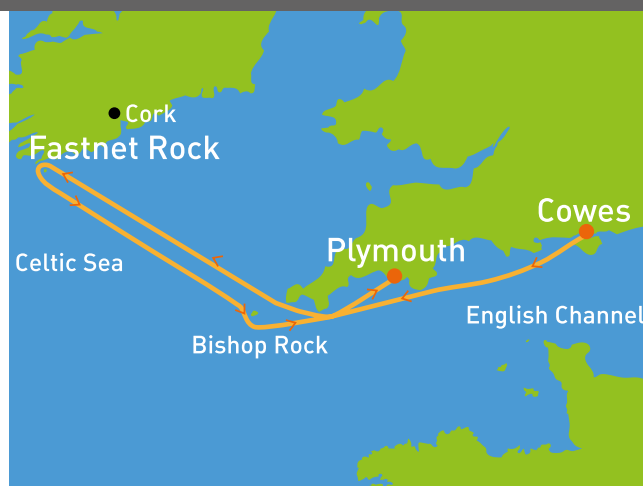 Cork
Fastnet Rock
Cowes
Plymouth
Celtic Sea
English Channel
Bishop Rock